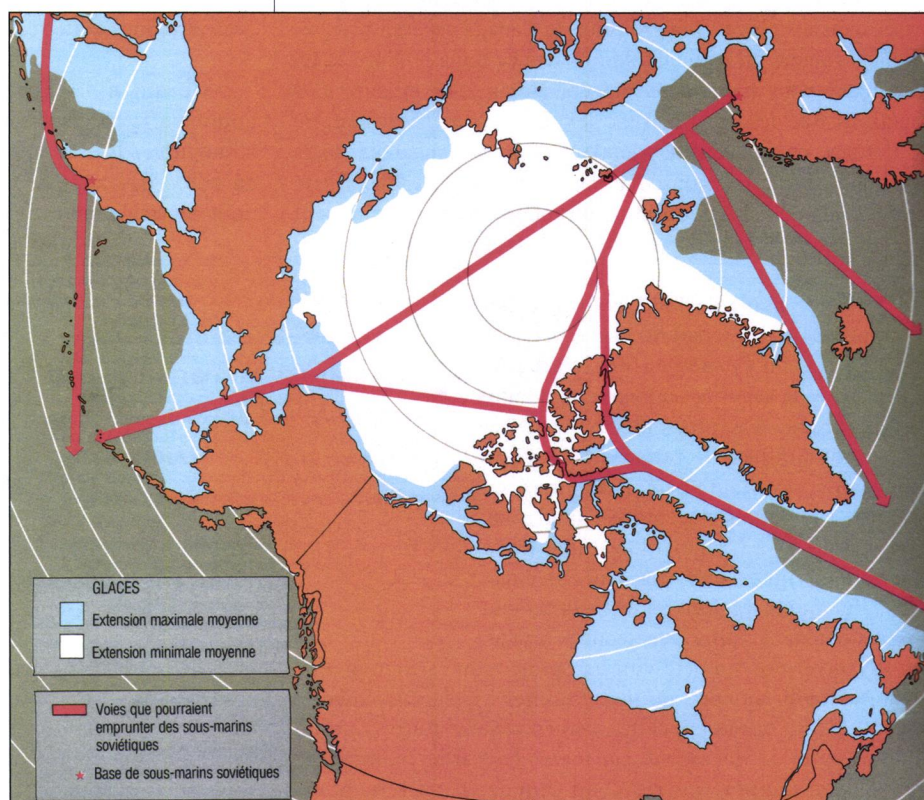 GLACES
Extension maximale moyenne
Extension minimale moyenne
Voies que pourraient
emprunter des sous-marins
soviétiques
Base de sous-marins soviétiques